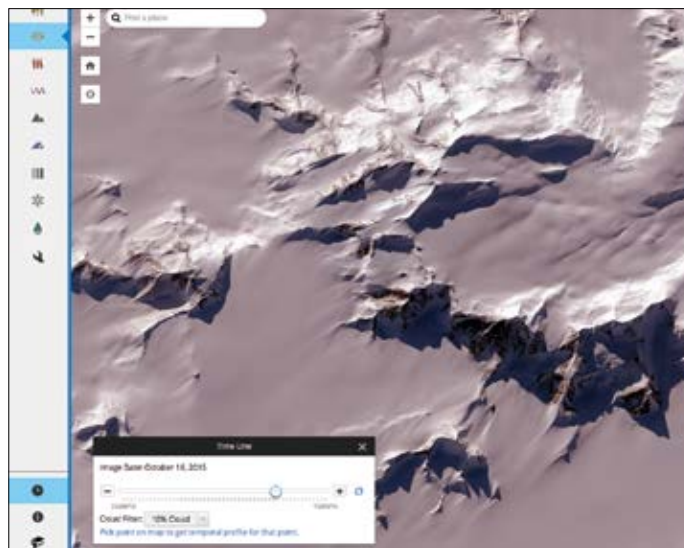 Find a place
Time Line
Image Date: October 16, 2015
Cloud Filter: 10% Cloud
Pick point on map to get temporal profile for that point.